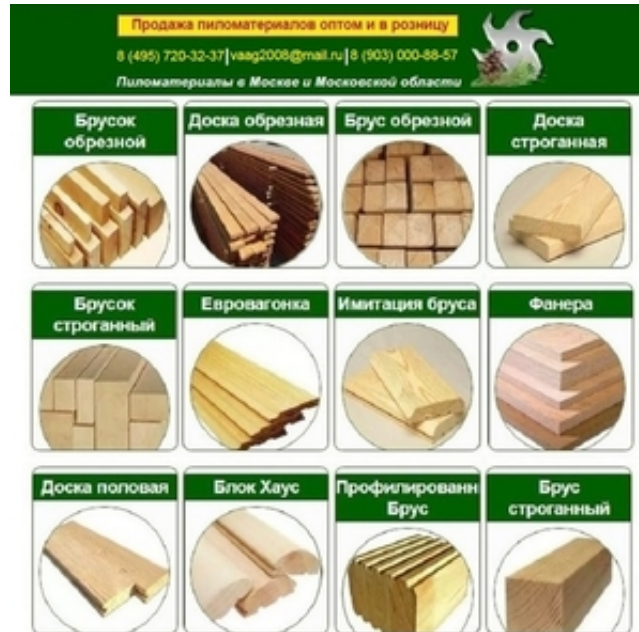 Продажа пиломатериалов оптом и в розницу
8 (495) 720-32-37|vaag2008@mail.ru|8 (903) 000-88-57
Пиломатериалы в Москве и Московской области
Брусок обрезной
Доска обрезная
Брус обрезной
Доска строганная
Брусок строганный
Евровагонка
Имитация бруса
Фанера
Доска половая
Блок Хаус
Профилированн Брус
Брус строганный